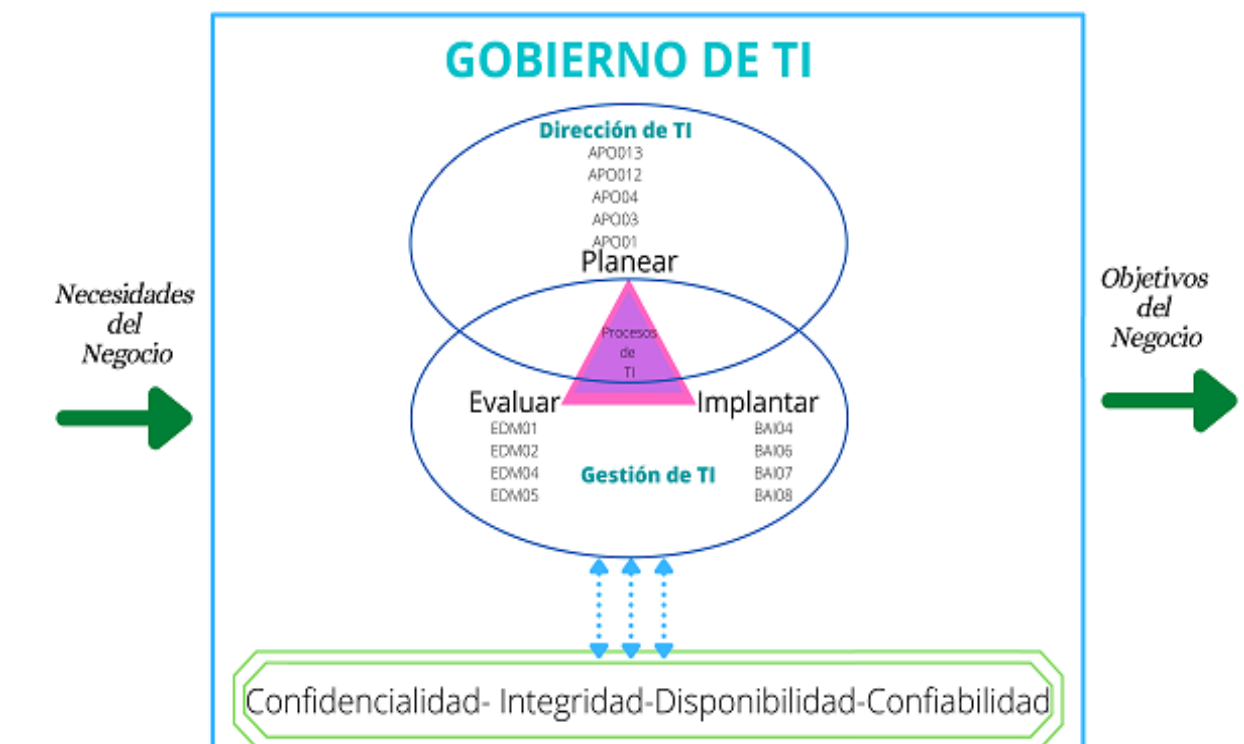 GOBIERNO DE TI
Dirección de TI
APO013
APO012
APO04
APO03
APO01
Planear
Necesidades
del
Negocio
Objetivos
del
Negocio
Procesos
de
TI
Evaluar
EDM01
EDM02
EDM04
EDM05
Implantar
BAI04
BAI06
BAI07
BAI08
Gestión de TI
Confidencialidad- Integridad-Disponibilidad-Confiabilidad